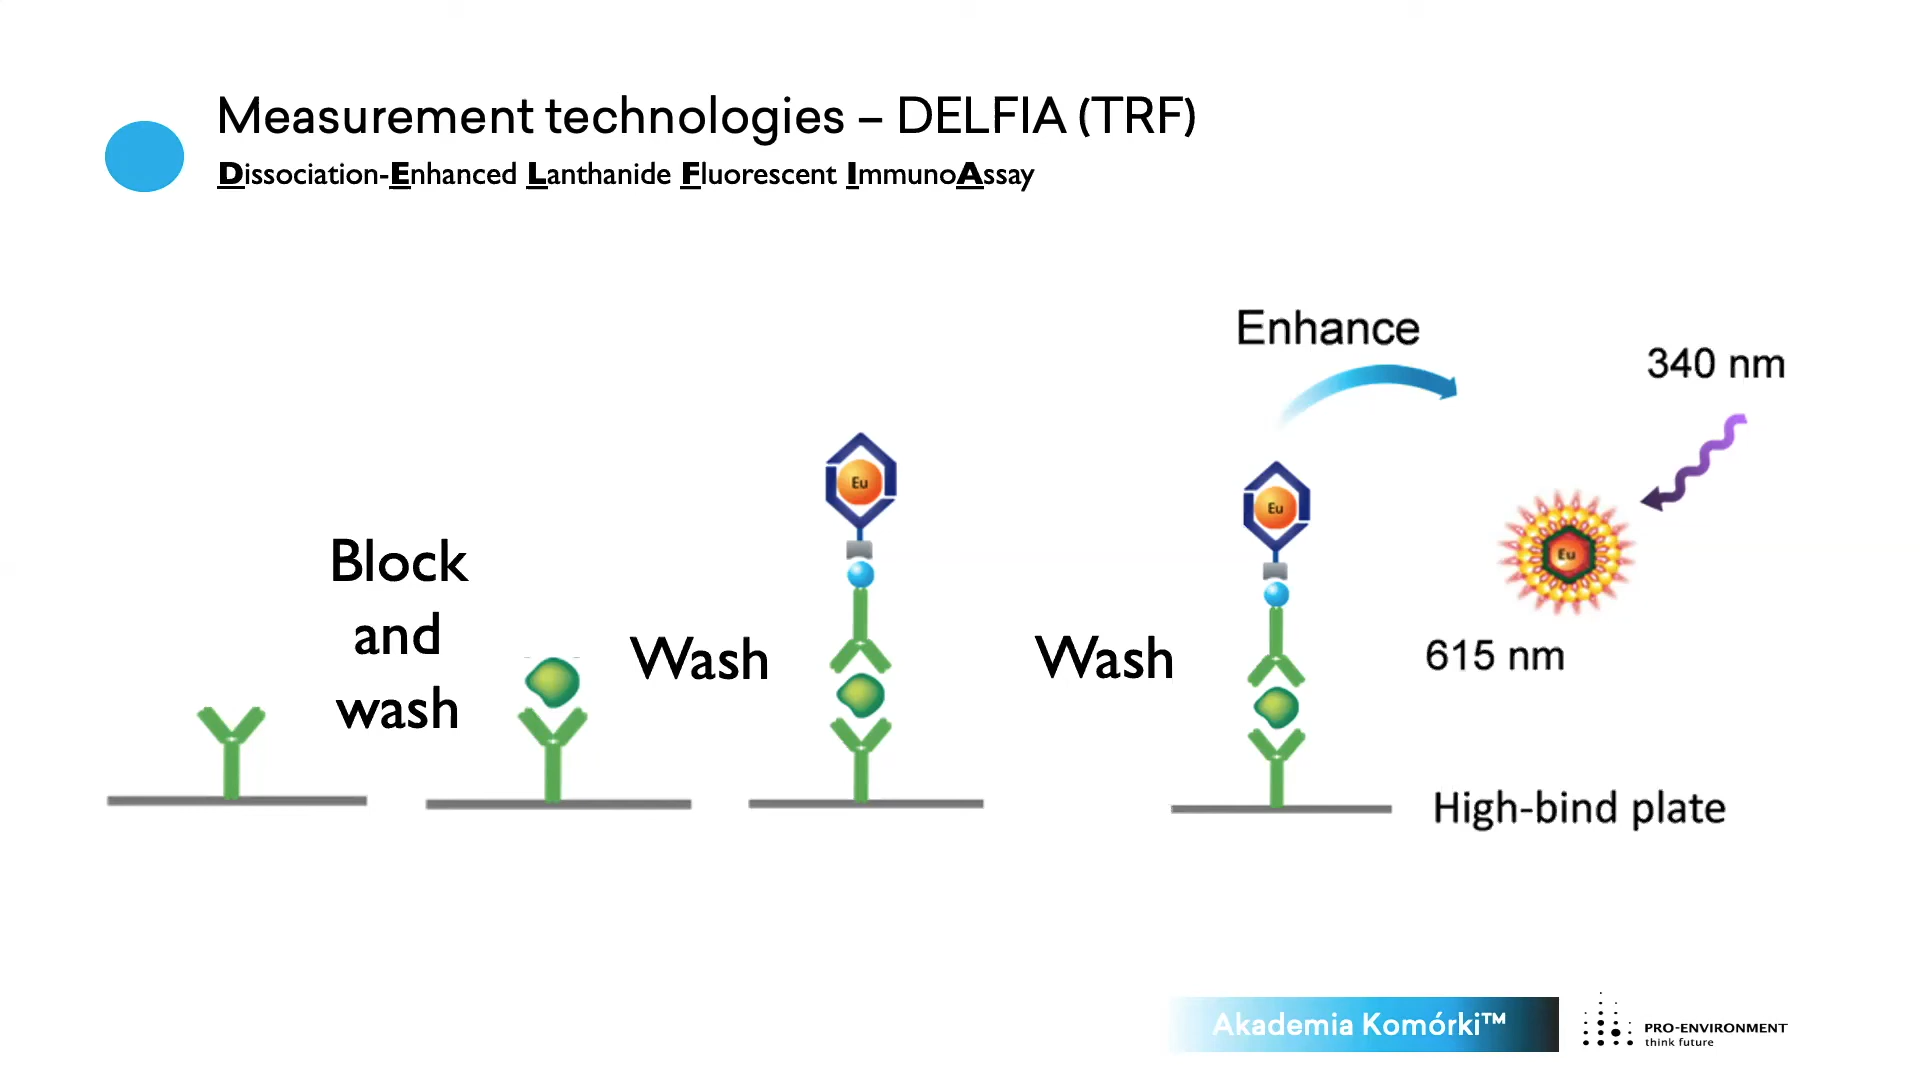 Measurement technologies – DELFIA (TRF)
Dissociation-Enhanced Lanthanide Fluorescent ImmunoAssay
Enhance
340 nm
Eu
Eu
Eu
Block
and
wash
Wash
Wash
615 nm
High-bind plate
Akademia Komórki™
PRO-ENVIRONMENT
think future